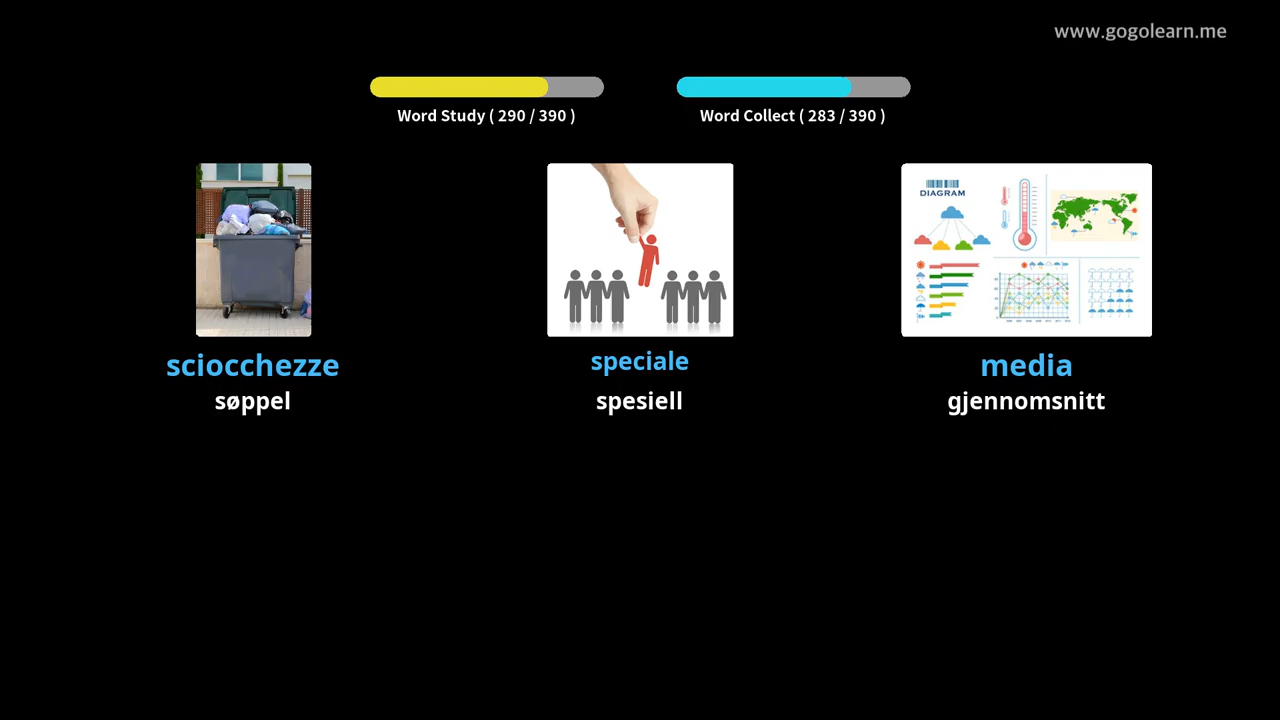 www.gogolearn.me
Word Study ( 290 / 390 )
Word Collect ( 283 / 390 )
DIAGRAM
sciocchezze
speciale
media
søppel
spesiell
gjennomsnitt